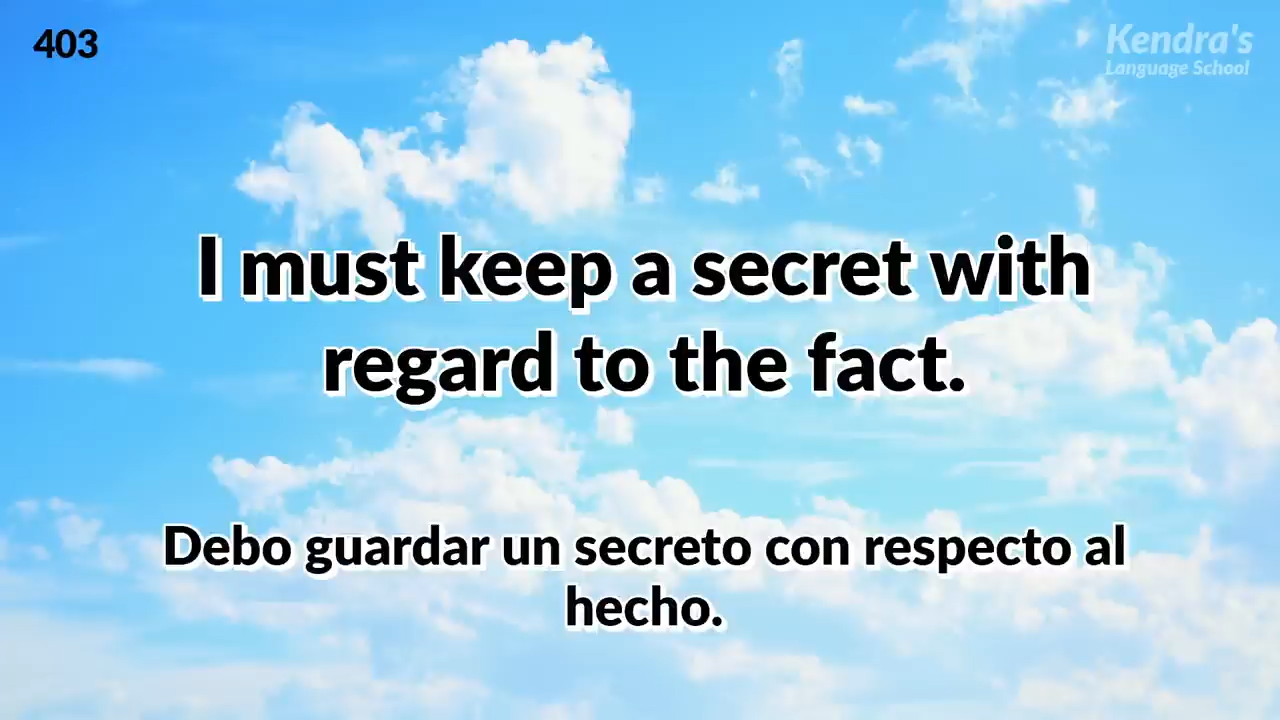 403
Kendra's
Language School
I must keep a secret with
regard to the fact.
Debo guardar un secreto con respecto al
hecho.